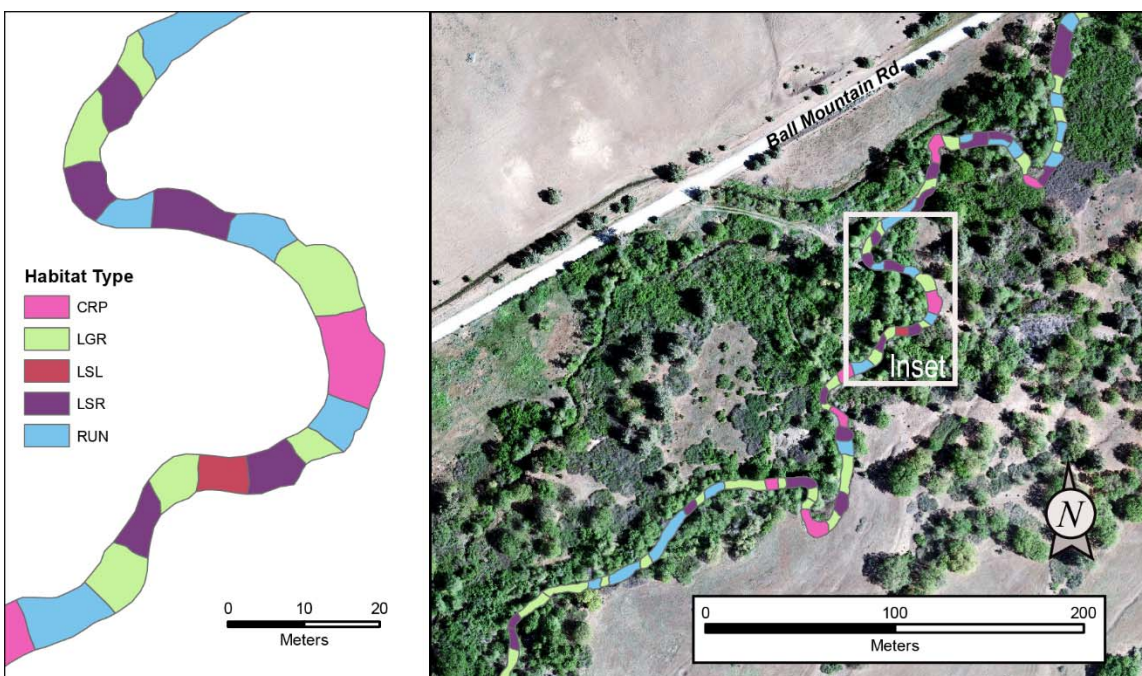 Habitat Type
CRP
LGR
LSL
LSR
RUN
0 10 20
Meters
Ball Mountain Rd
Inset
N
0 100 200
Meters